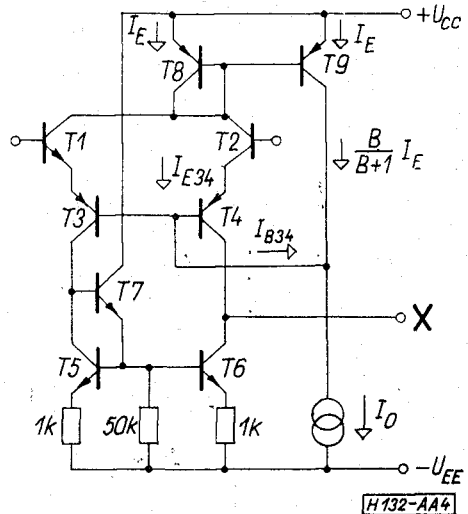 I_E
I_E
+U_CC
T8
T9
T1
T2
B/(B+1) I_E
I_E34
T3
T4
I_B34
T7
X
T5
T6
1k
50k
1k
I_0
-U_EE
H132-AA4